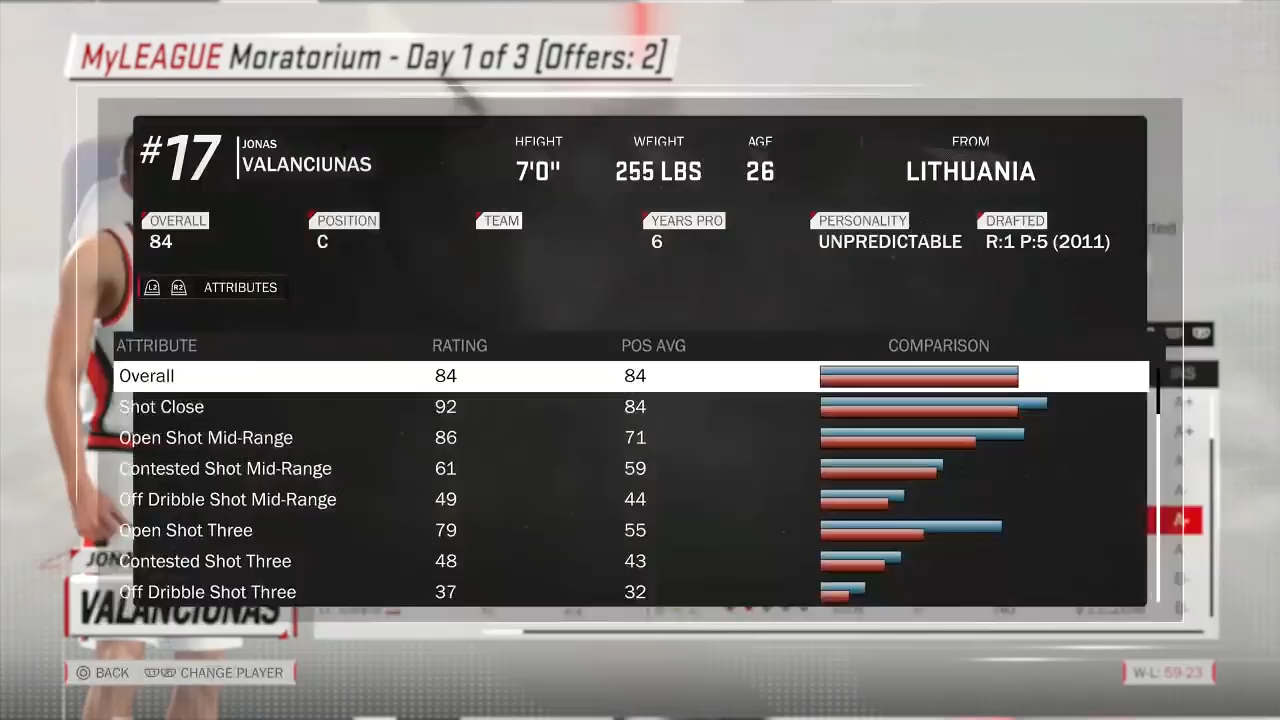 MyLEAGUE Moratorium - Day 1 of 3 [Offers: 2]
#17 JONAS VALANCIUNAS
HEIGHT WEIGHT AGE FROM
7'0" 255 LBS 26 LITHUANIA
OVERALL POSITION TEAM YEARS PRO PERSONALITY DRAFTED
84 C 6 UNPREDICTABLE R:1 P:5 (2011)
L2 R2 ATTRIBUTES
ATTRIBUTE RATING POS AVG COMPARISON
Overall 84 84
Shot Close 92 84
Open Shot Mid-Range 86 71
Contested Shot Mid-Range 61 59
Off Dribble Shot Mid-Range 49 44
Open Shot Three 79 55
Contested Shot Three 48 43
Off Dribble Shot Three 37 32
VALANCIUNAS
BACK CHANGE PLAYER
W-L: 59-23